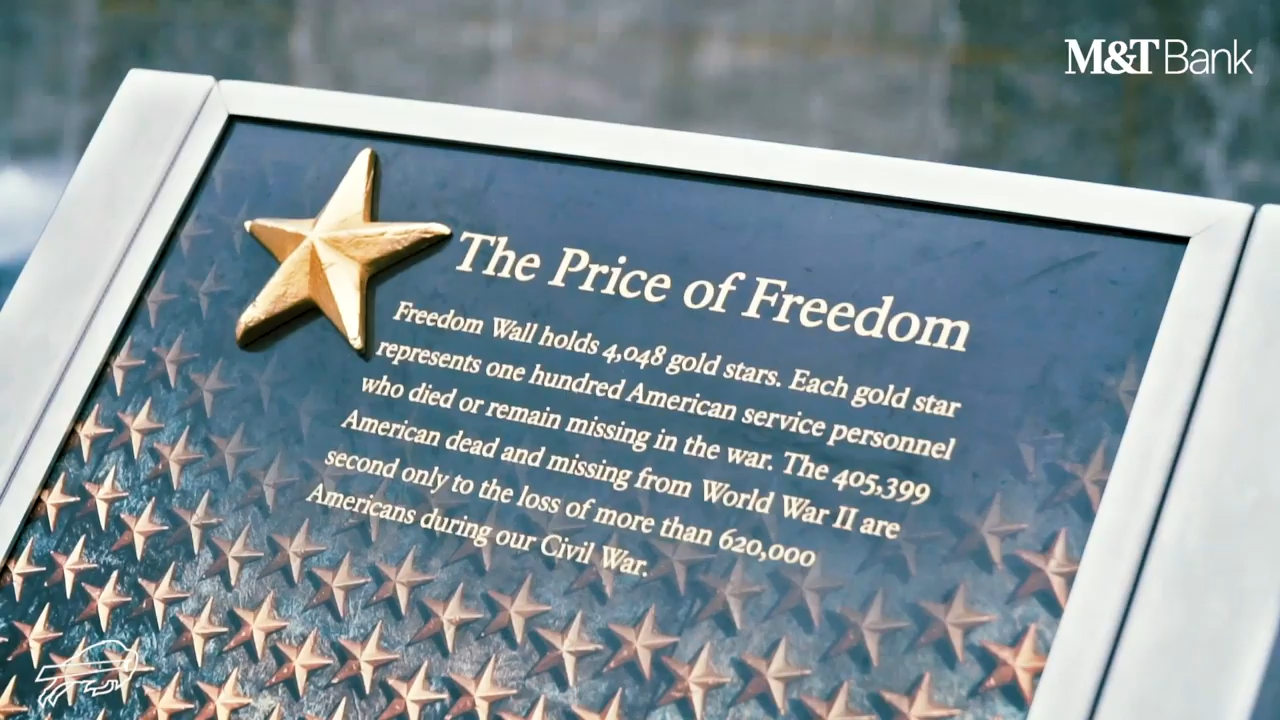 M&T Bank
The Price of Freedom
Freedom Wall holds 4,048 gold stars. Each gold star
represents one hundred American service personnel
who died or remain missing in the war. The 405,399
American dead and missing from World War II are
second only to the loss of more than 620,000
Americans during our Civil War.